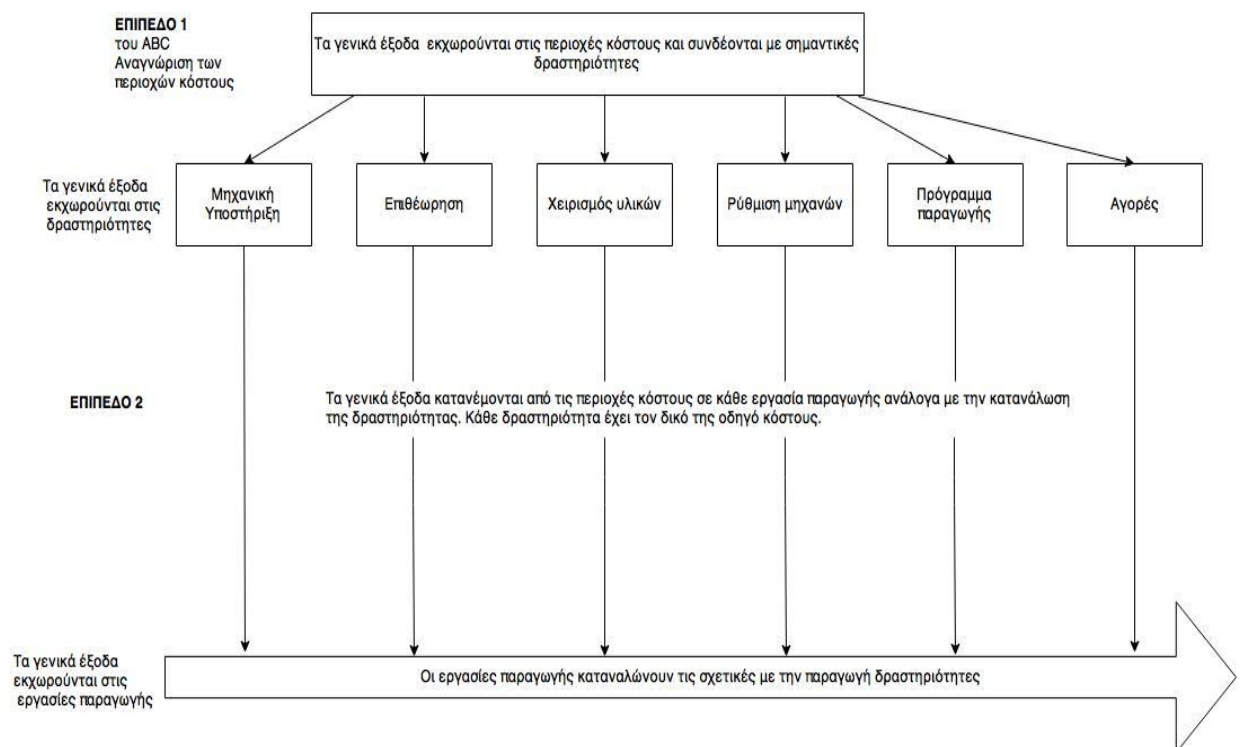 ΕΠΙΠΕΔΟ 1
του ABC
Αναγνώριση των
περιοχών κόστους
Τα γενικά έξοδα εκχωρούνται στις περιοχές κόστους και συνδέονται με σημαντικές
δραστηριότητες
Τα γενικά έξοδα
εκχωρούνται στις
δραστηριότητες
Μηχανική
Υποστήριξη
Επιθέωρηση
Χειρισμός υλικών
Ρύθμιση μηχανών
Πρόγραμμα
παραγωγής
Αγορές
ΕΠΙΠΕΔΟ 2
Τα γενικά έξοδα κατανέμονται από τις περιοχές κόστους σε κάθε εργασία παραγωγής ανάλογα με την κατανάλωση
της δραστηριότητας. Κάθε δραστηριότητα έχει τον δικό της οδηγό κόστους.
Τα γενικά έξοδα
εκχωρούνται στις
εργασίες παραγωγής
Οι εργασίες παραγωγής καταναλώνουν τις σχετικές με την παραγωγή δραστηριότητες